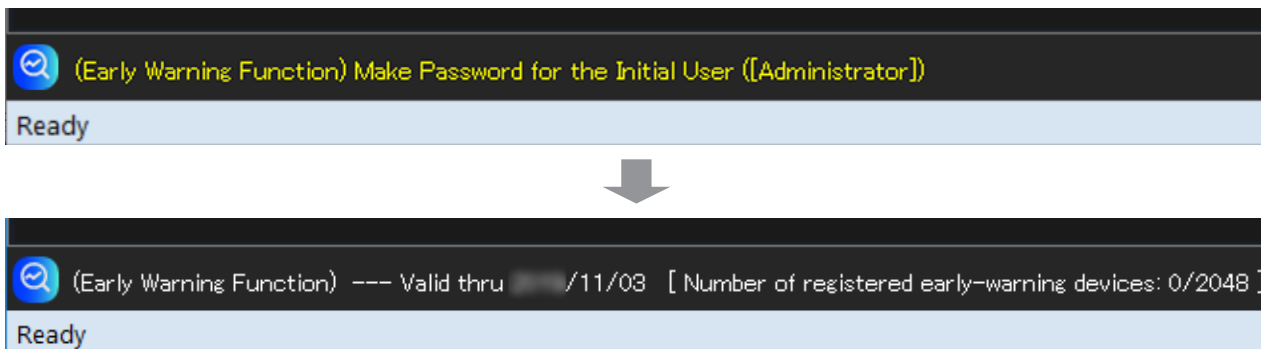 (Early Warning Function) Make Password for the Initial User ([Administrator])
Ready
(Early Warning Function) --- Valid thru /11/03 [ Number of registered early-warning devices: 0/2048 ]
Ready